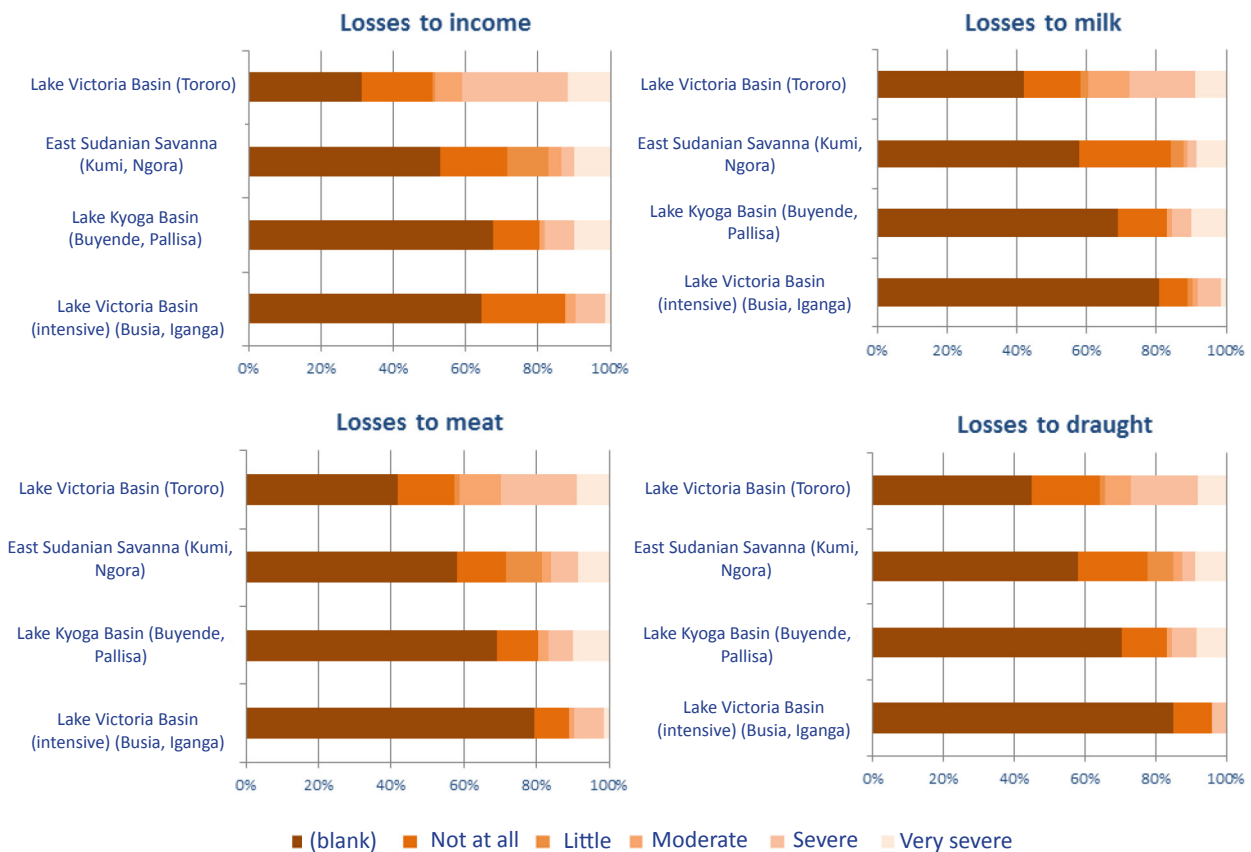 Losses to income
Lake Victoria Basin (Tororo)
East Sudanian Savanna
(Kumi, Ngora)
Lake Kyoga Basin
(Buyende, Pallisa)
Lake Victoria Basin
(intensive) (Busia, Iganga)
0% 20% 40% 60% 80% 100%
Losses to milk
Lake Victoria Basin (Tororo)
East Sudanian Savanna (Kumi,
Ngora)
Lake Kyoga Basin (Buyende,
Pallisa)
Lake Victoria Basin
(intensive) (Busia, Iganga)
0% 20% 40% 60% 80% 100%
Losses to meat
Lake Victoria Basin (Tororo)
East Sudanian Savanna (Kumi,
Ngora)
Lake Kyoga Basin (Buyende,
Pallisa)
Lake Victoria Basin
(intensive) (Busia, Iganga)
0% 20% 40% 60% 80% 100%
Losses to draught
Lake Victoria Basin (Tororo)
East Sudanian Savanna (Kumi,
Ngora)
Lake Kyoga Basin (Buyende,
Pallisa)
Lake Victoria Basin
(intensive) (Busia, Iganga)
0% 20% 40% 60% 80% 100%
(blank) Not at all Little Moderate Severe Very severe